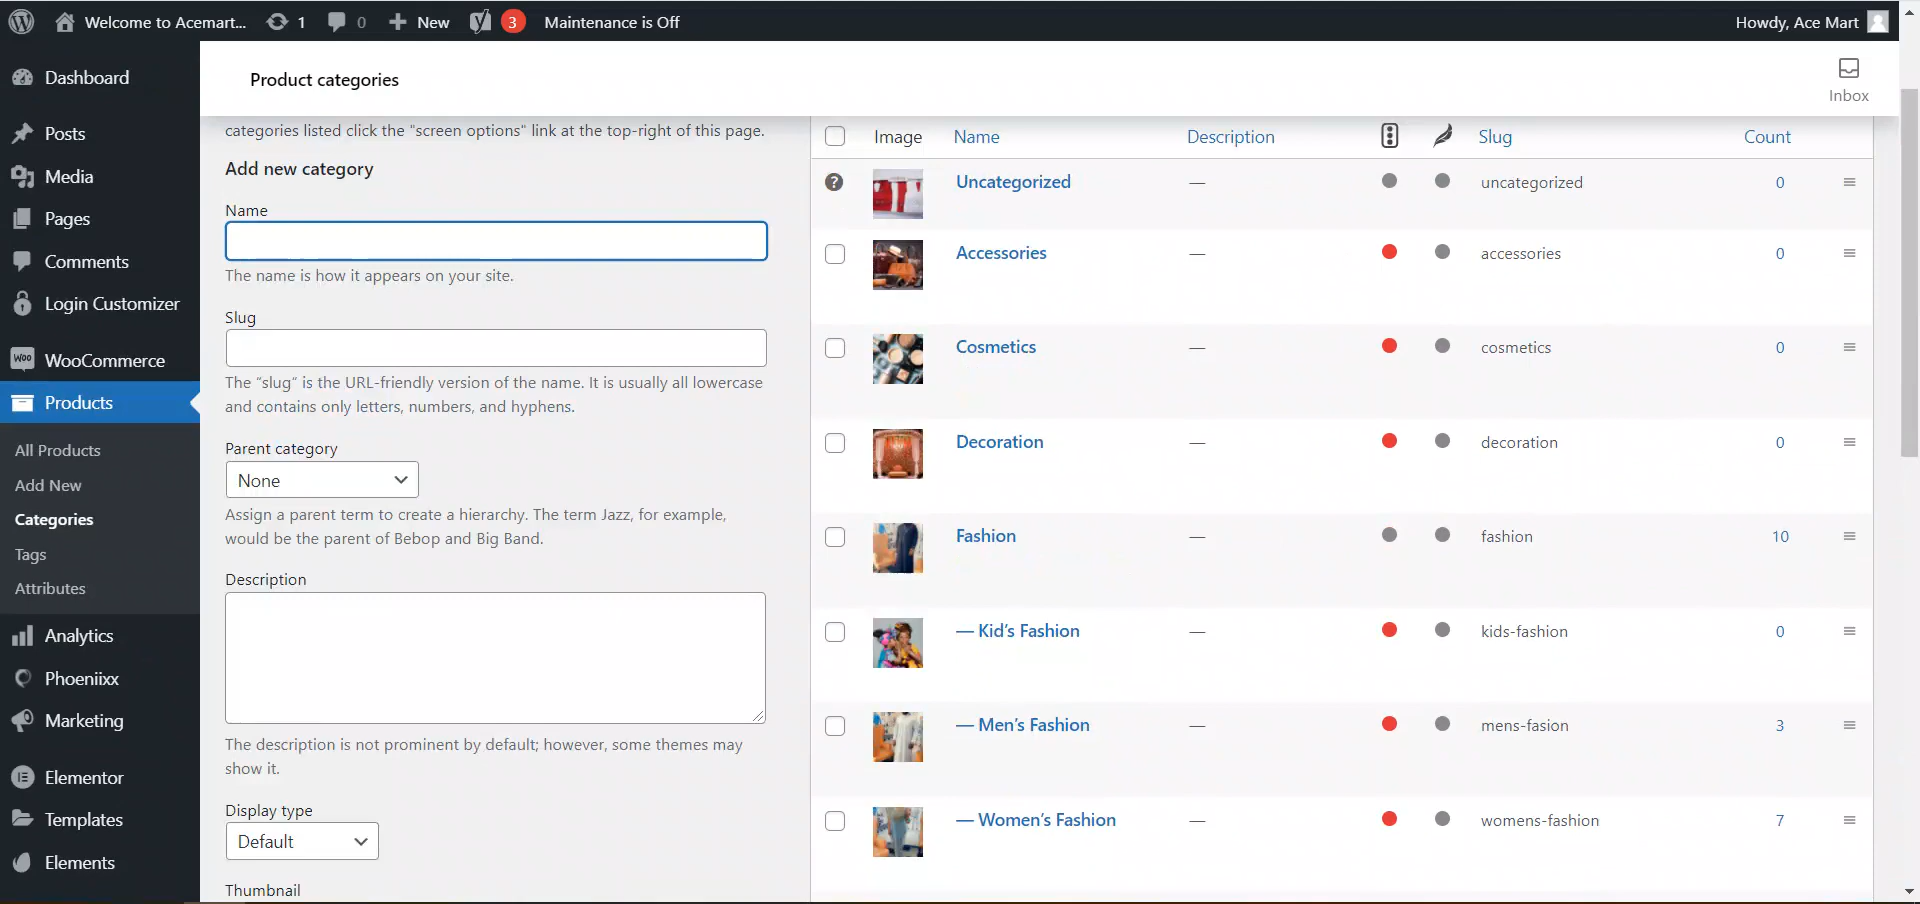 Welcome to Acemart... 1 0 New 3 Maintenance is Off Howdy, Ace Mart
Dashboard
Posts
Media
Pages
Comments
Login Customizer
WooCommerce
Products
All Products
Add New
Categories
Tags
Attributes
Analytics
Phoeniixx
Marketing
Elementor
Templates
Elements
Product categories
Inbox
categories listed click the "screen options" link at the top-right of this page.
Add new category
Name
The name is how it appears on your site.
Slug
The “slug” is the URL-friendly version of the name. It is usually all lowercase
and contains only letters, numbers, and hyphens.
Parent category
None
Assign a parent term to create a hierarchy. The term Jazz, for example,
would be the parent of Bebop and Big Band.
Description
The description is not prominent by default; however, some themes may
show it.
Display type
Default
Thumbnail
Image Name Description Slug Count
Uncategorized — uncategorized 0
Accessories — accessories 0
Cosmetics — cosmetics 0
Decoration — decoration 0
Fashion — fashion 10
— Kid’s Fashion — kids-fashion 0
— Men’s Fashion — mens-fasion 3
— Women’s Fashion — womens-fashion 7